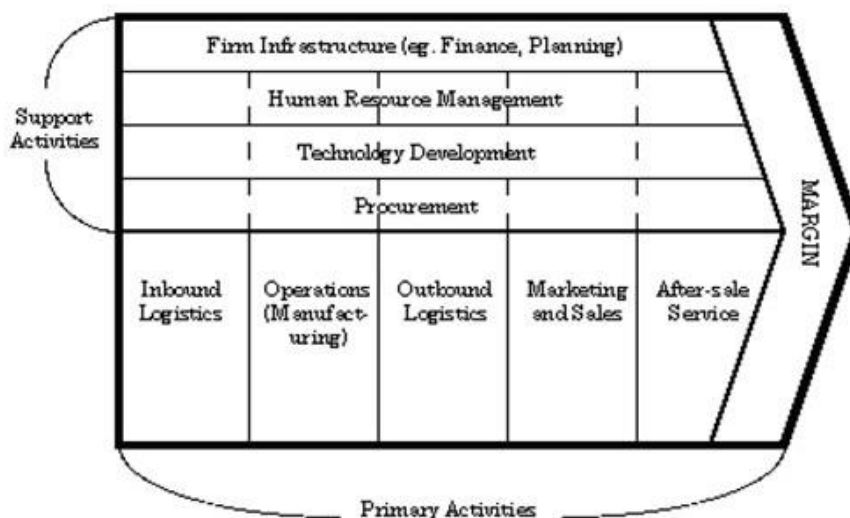 Firm Infrastructure (eg. Finance, Planning)
Human Resource Management
Support
Activities
Technology Development
Procurement
MARGIN
Inbound
Logistics
Operations
(Manufact-
uring)
Outbound
Logistics
Marketing
and Sales
After-sale
Service
Primary Activities